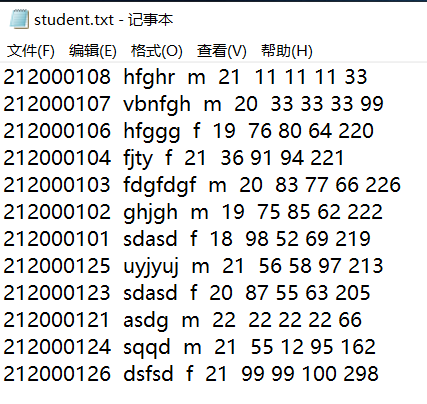 student.txt - 记事本
文件(F) 编辑(E) 格式(O) 查看(V) 帮助(H)
212000108 hfghr m 21 11 11 11 33
212000107 vbnfgh m 20 33 33 33 99
212000106 hfggg f 19 76 80 64 220
212000104 fjty f 21 36 91 94 221
212000103 fdgfdgf m 20 83 77 66 226
212000102 ghjgh m 19 75 85 62 222
212000101 sdasd f 18 98 52 69 219
212000125 uyjyuj m 21 56 58 97 213
212000123 sdasd f 20 87 55 63 205
212000121 asdg m 22 22 22 22 66
212000124 sqqd m 21 55 12 95 162
212000126 dsfsd f 21 99 99 100 298